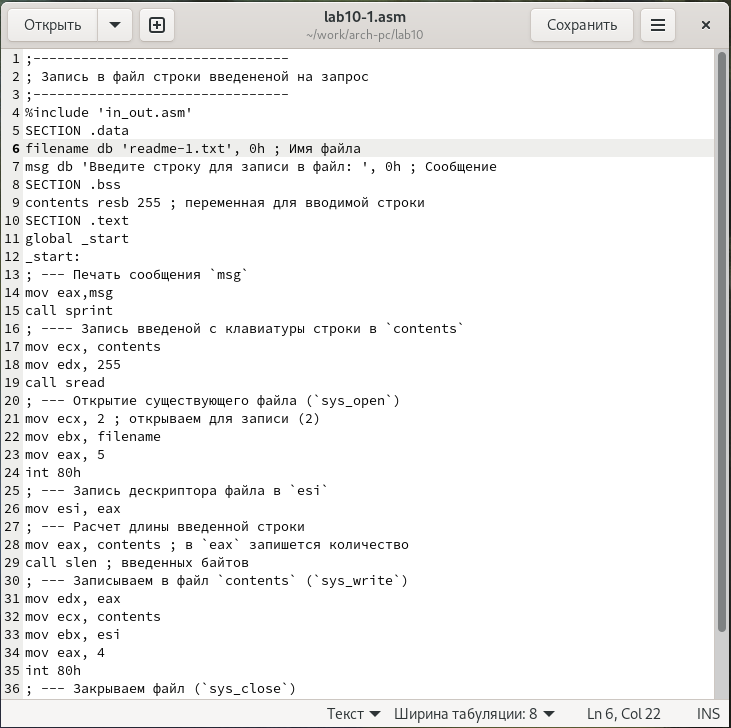 Открыть
lab10-1.asm
~/work/arch-pc/lab10
Сохранить
1 ;--------------------------------
2 ; Запись в файл строки введененой на запрос
3 ;--------------------------------
4 %include 'in_out.asm'
5 SECTION .data
6 filename db 'readme-1.txt', 0h ; Имя файла
7 msg db 'Введите строку для записи в файл: ', 0h ; Сообщение
8 SECTION .bss
9 contents resb 255 ; переменная для вводимой строки
10 SECTION .text
11 global _start
12 _start:
13 ; --- Печать сообщения `msg`
14 mov eax,msg
15 call sprint
16 ; ---- Запись введеной с клавиатуры строки в `contents`
17 mov ecx, contents
18 mov edx, 255
19 call sread
20 ; --- Открытие существующего файла (`sys_open`)
21 mov ecx, 2 ; открываем для записи (2)
22 mov ebx, filename
23 mov eax, 5
24 int 80h
25 ; --- Запись дескриптора файла в `esi`
26 mov esi, eax
27 ; --- Расчет длины введенной строки
28 mov eax, contents ; в `eax` запишется количество
29 call slen ; введенных байтов
30 ; --- Записываем в файл `contents` (`sys_write`)
31 mov edx, eax
32 mov ecx, contents
33 mov ebx, esi
34 mov eax, 4
35 int 80h
36 ; --- Закрываем файл (`sys_close`)
Текст Ширина табуляции: 8 Ln 6, Col 22 INS